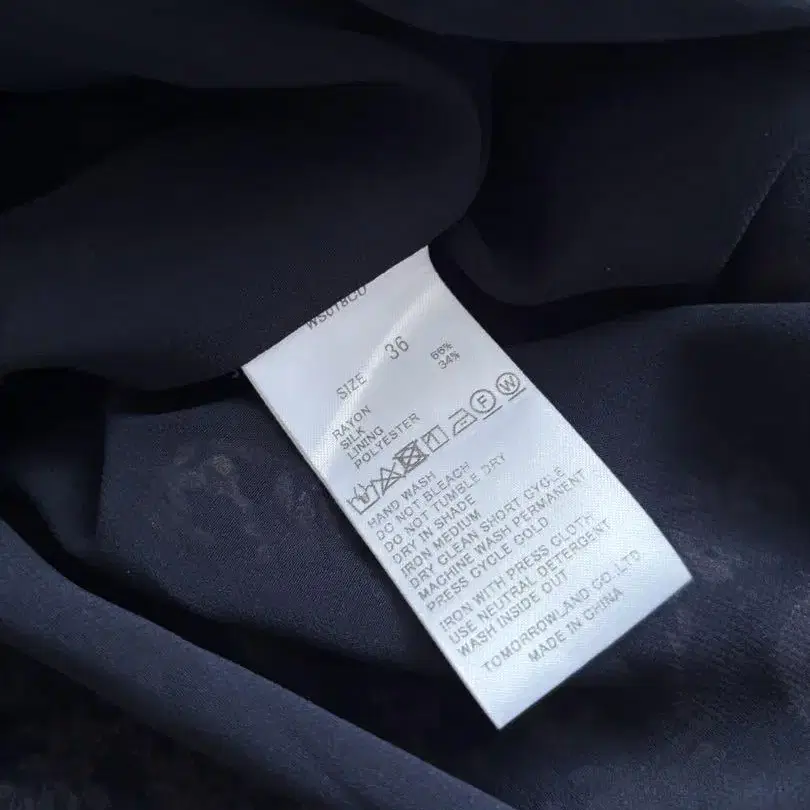 WS018CD
SIZE 36
RAYON 66%
SILK 34%
LINING
POLYESTER
F W
HAND WASH
DO NOT BLEACH
DO NOT TUMBLE DRY
DRY IN SHADE
IRON MEDIUM
DRY CLEAN SHORT CYCLE
MACHINE WASH PERMANENT
PRESS CYCLE COLD
IRON WITH PRESS CLOTH
USE NEUTRAL DETERGENT
WASH INSIDE OUT
TOMORROWLAND CO.,LTD
MADE IN CHINA